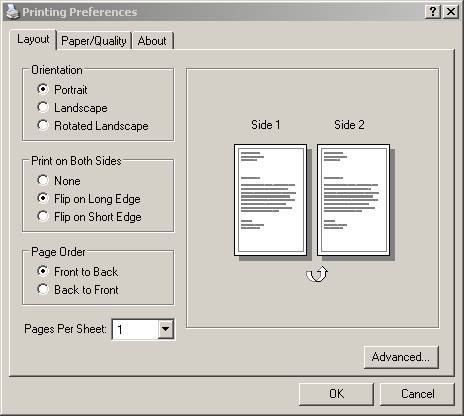 Printing Preferences
Layout
Paper/Quality
About
Orientation
Portrait
Landscape
Rotated Landscape
Print on Both Sides
None
Flip on Long Edge
Flip on Short Edge
Page Order
Front to Back
Back to Front
Pages Per Sheet: 1
Side 1 Side 2
Advanced...
OK
Cancel